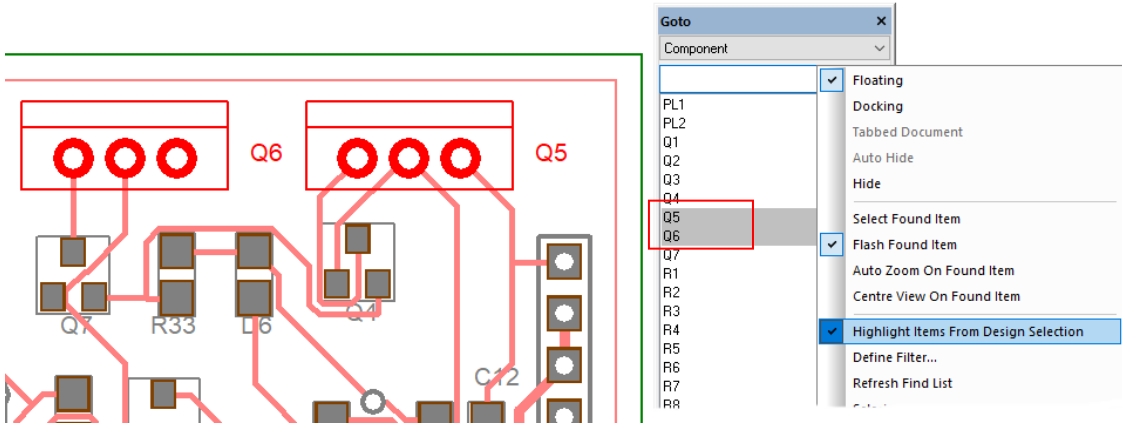 Goto
Component
PL1
PL2
Q1
Q2
Q3
Q4
Q5
Q6
Q7
R1
R2
R3
R4
R5
R6
R7
R8
Floating
Docking
Tabbed Document
Auto Hide
Hide
Select Found Item
Flash Found Item
Auto Zoom On Found Item
Centre View On Found Item
Highlight Items From Design Selection
Define Filter...
Refresh Find List
Q6
Q5
Q7
R33
D6
Q4
C12